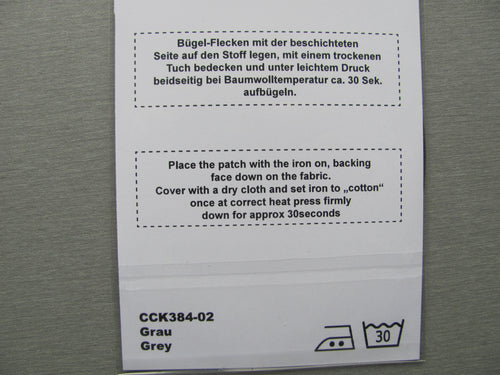 Bügel-Flecken mit der beschichteten
Seite auf den Stoff legen, mit einem trockenen
Tuch bedecken und unter leichtem Druck
beidseitig bei Baumwolltemperatur ca. 30 Sek.
aufbügeln.
Place the patch with the iron on, backing
face down on the fabric.
Cover with a dry cloth and set iron to „cotton“
once at correct heat press firmly
down for approx 30seconds
CCK384-02
Grau
Grey
30